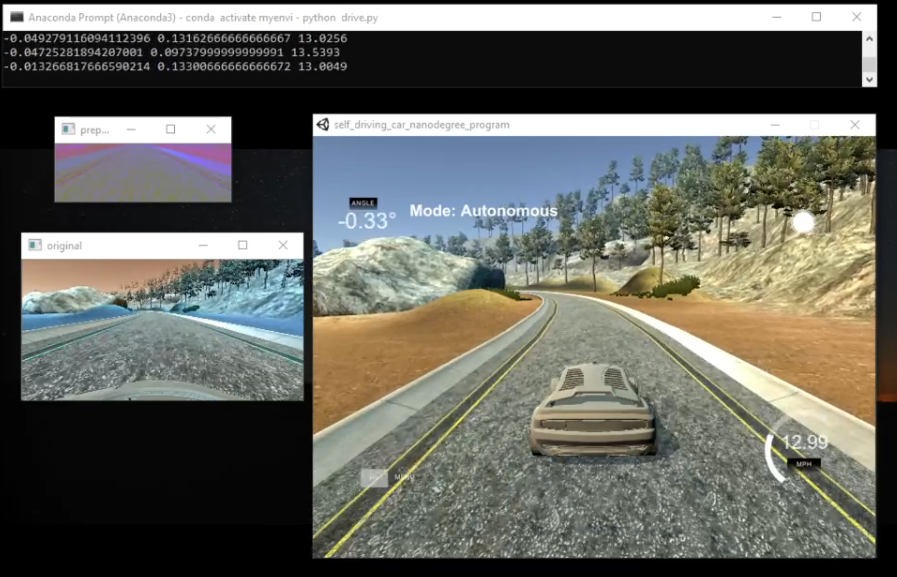 Anaconda Prompt (Anaconda3) - conda activate myenvi - python drive.py
-0.049279116094112396 0.13162666666666667 13.0256
-0.04725281894207001 0.09737999999999991 13.5393
-0.013266817666590214 0.13300666666666672 13.0049
prep...
self_driving_car_nanodegree_program
ANGLE
-0.33°
Mode: Autonomous
original
12.99
MPH
MENU